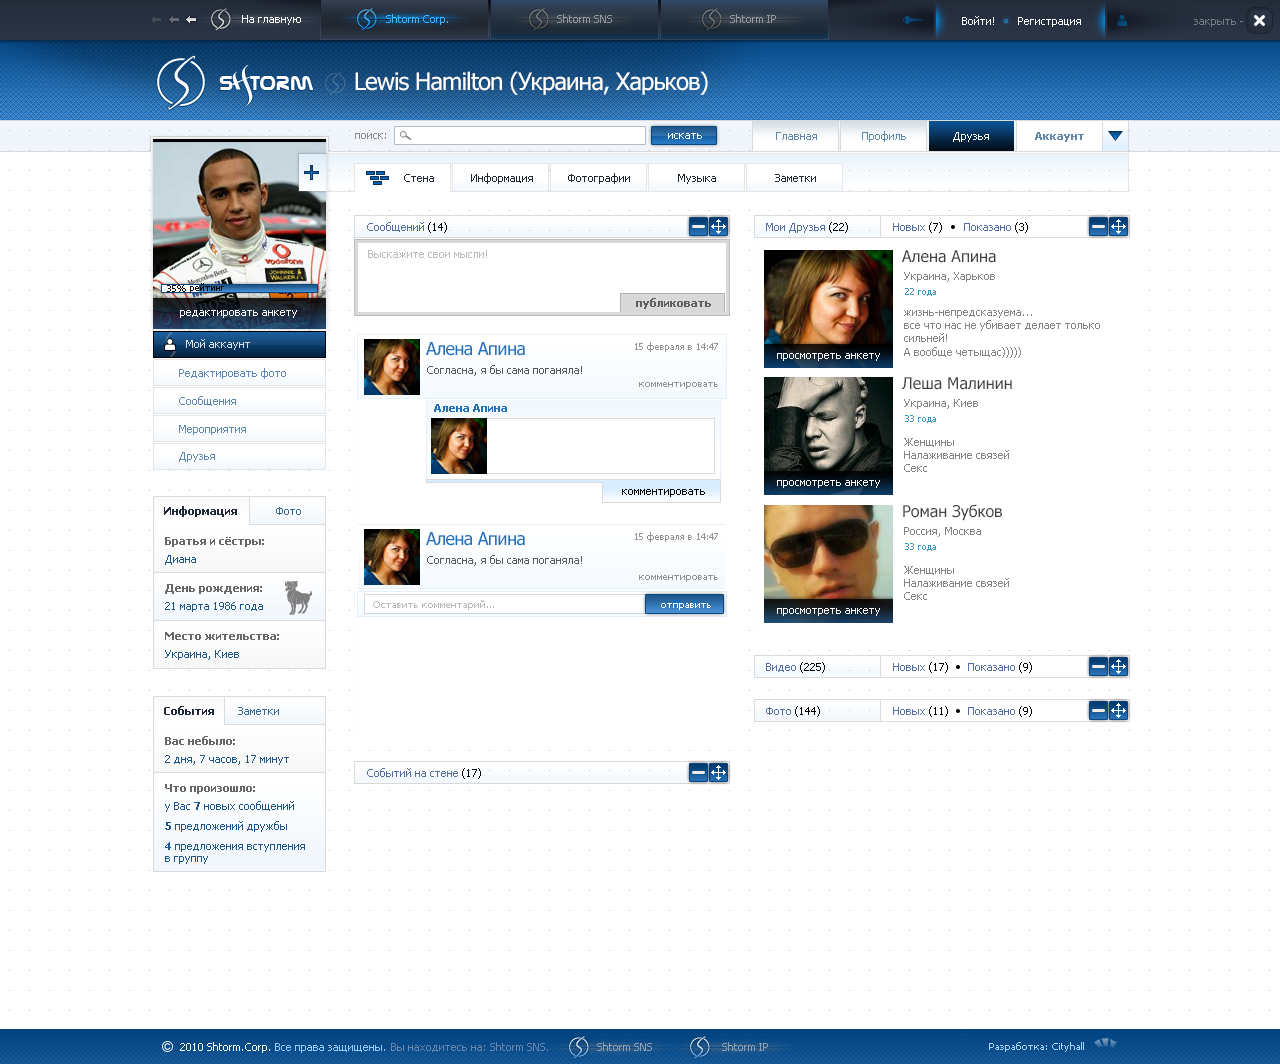 На главную
Shtorm Corp.
Shtorm SNS
Shtorm IP
Войти!
Регистрация
закрыть -
SHTORM
Lewis Hamilton (Украина, Харьков)
поиск:
искать
Главная
Профиль
Друзья
Аккаунт
Стена
Информация
Фотографии
Музыка
Заметки
35% рейтинг
редактировать анкету
Мой аккаунт
Редактировать фото
Сообщения
Мероприятия
Друзья
Информация
Фото
Братья и сёстры:
Диана
День рождения:
21 марта 1986 года
Место жительства:
Украина, Киев
События
Заметки
Вас небыло:
2 дня, 7 часов, 17 минут
Что произошло:
у Вас 7 новых сообщений
5 предложений дружбы
4 предложения вступления
в группу
Сообщений (14)
Выскажите свои мысли!
публиковать
Алена Апина
15 февраля в 14:47
Согласна, я бы сама погоняла!
комментировать
Алена Апина
комментировать
Алена Апина
15 февраля в 14:47
Согласна, я бы сама погоняла!
комментировать
Оставить комментарий...
отправить
Событий на стене (17)
Мои Друзья (22)
Новых (7) • Показано (3)
Алена Апина
Украина, Харьков
22 года
жизнь-непредсказуема...
все что нас не убивает делает только
сильней!
А вообще четыщас)))))
просмотреть анкету
Леша Малинин
Украина, Киев
33 года
Женщины
Налаживание связей
Секс
просмотреть анкету
Роман Зубков
Россия, Москва
33 года
Женщины
Налаживание связей
Секс
просмотреть анкету
Видео (225)
Новых (17) • Показано (9)
Фото (144)
Новых (11) • Показано (9)
© 2010 Shtorm.Corp. Все права защищены. Вы находитесь на: Shtorm SNS.
Shtorm SNS
Shtorm IP
Разработка: Cityhall